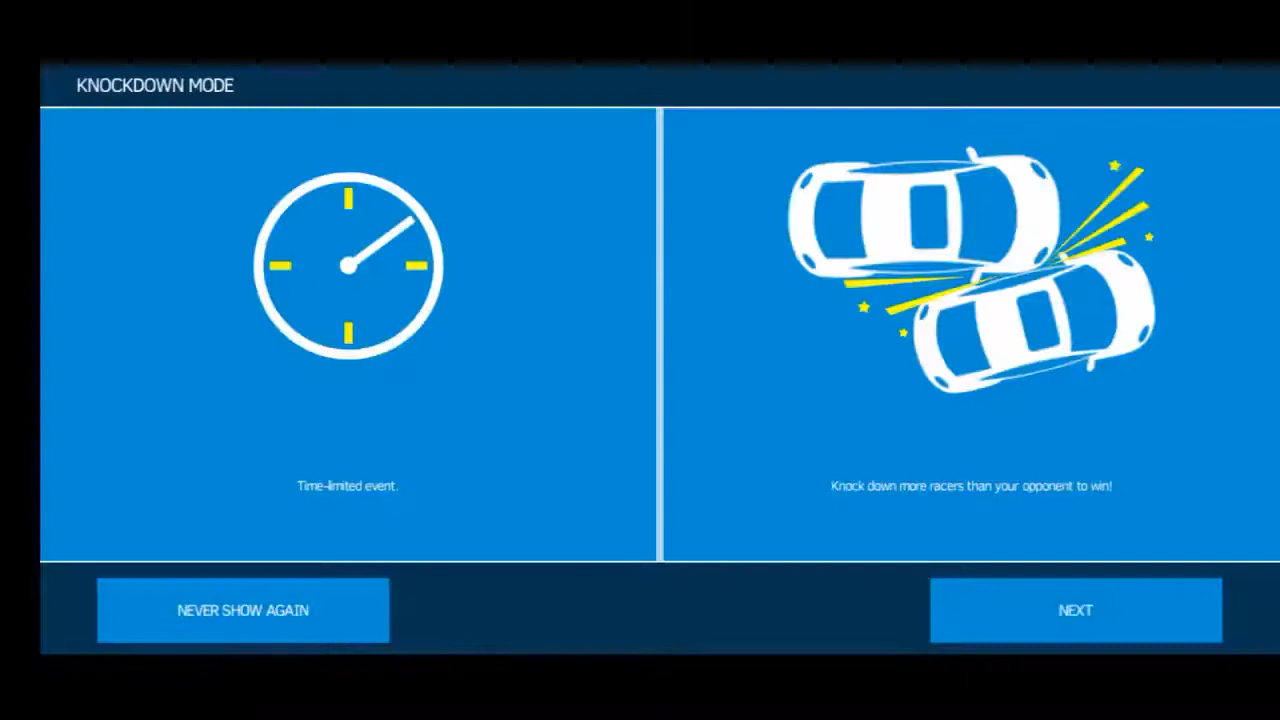 KNOCKDOWN MODE
Time-limited event.
Knock down more racers than your opponent to win!
NEVER SHOW AGAIN
NEXT